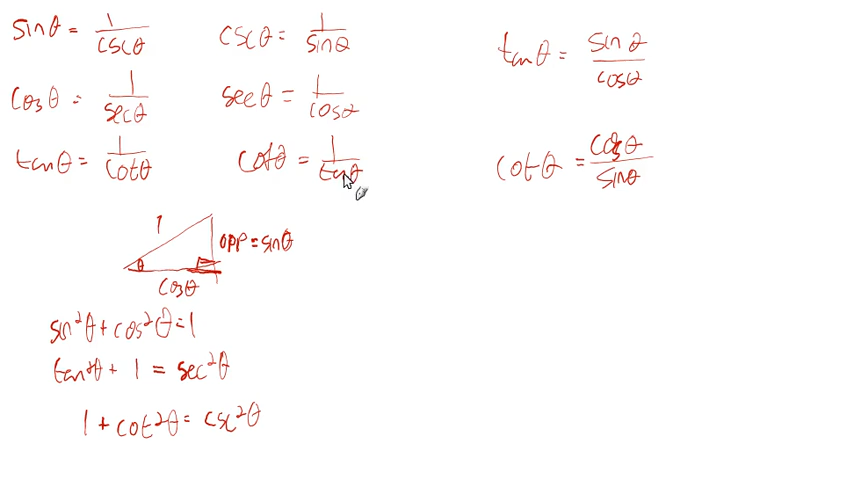 sinθ = 1/cscθ cscθ = 1/sinθ tanθ = sinθ/cosθ
cosθ = 1/secθ secθ = 1/cosθ
tanθ = 1/cotθ cotθ = 1/tanθ cotθ = cosθ/sinθ
1
θ opp = sinθ
cosθ
sin²θ + cos²θ = 1
tan²θ + 1 = sec²θ
1 + cot²θ = csc²θ